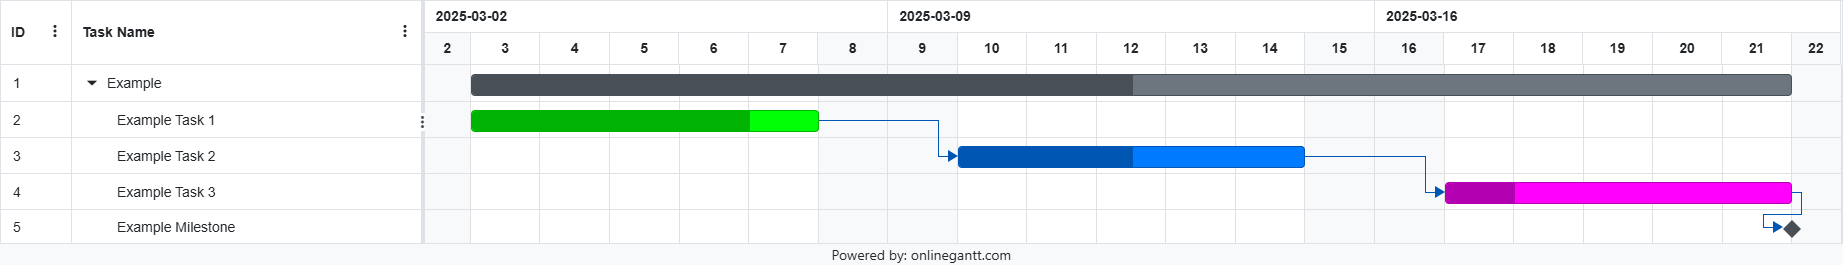 ID Task Name 2025-03-02 2025-03-09 2025-03-16
2 3 4 5 6 7 8 9 10 11 12 13 14 15 16 17 18 19 20 21 22
1 Example
2 Example Task 1
3 Example Task 2
4 Example Task 3
5 Example Milestone
Powered by: onlinegantt.com